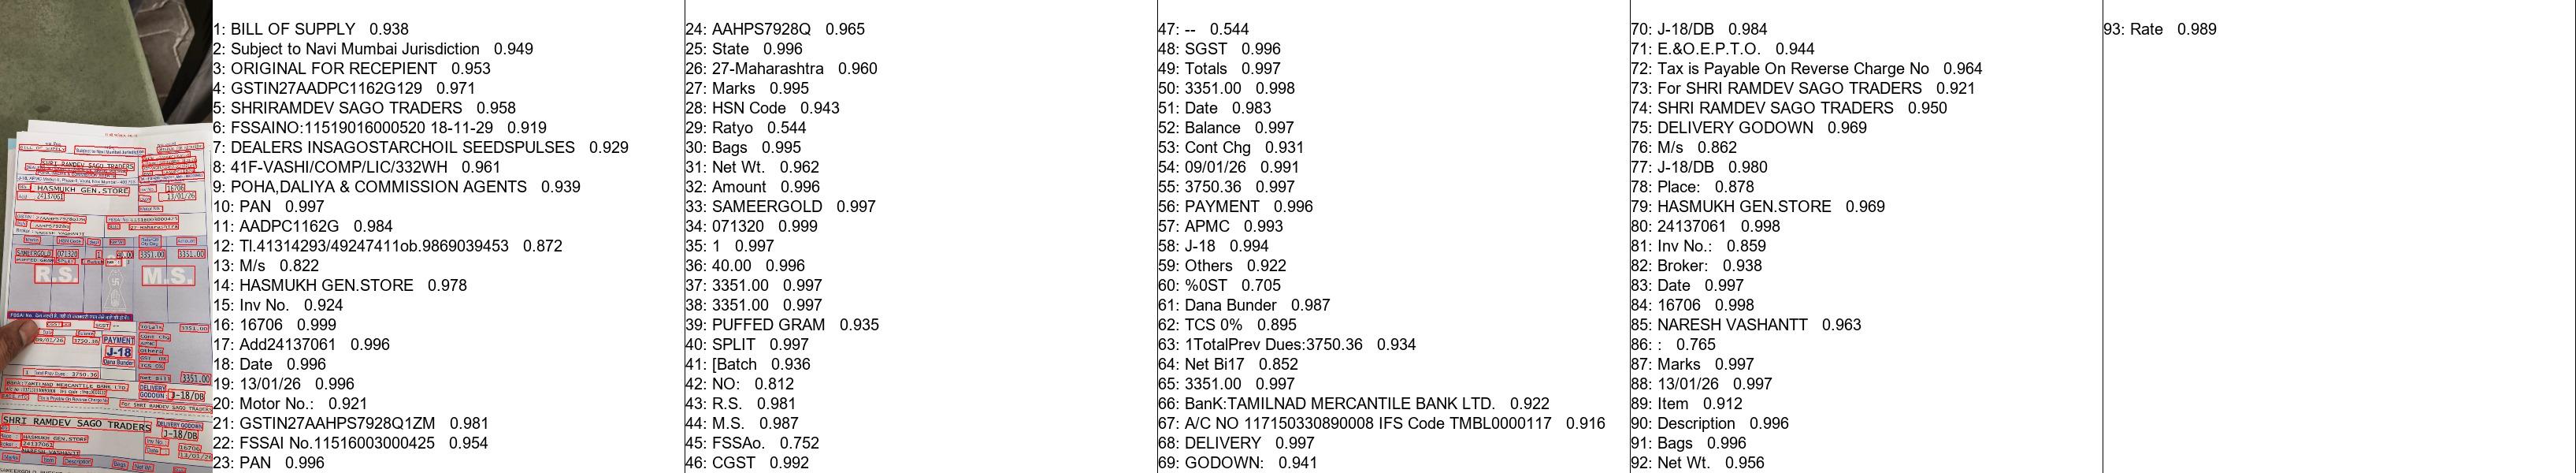 1: BILL OF SUPPLY 0.938
2: Subject to Navi Mumbai Jurisdiction 0.949
3: ORIGINAL FOR RECEPIENT 0.953
4: GSTIN27AADPC1162G129 0.971
5: SHRIRAMDEV SAGO TRADERS 0.958
6: FSSAINO:11519016000520 18-11-29 0.919
7: DEALERS INSAGOSTARCHOIL SEEDSPULSES 0.929
8: 41F-VASHI/COMP/LIC/332WH 0.961
9: POHA,DALIYA & COMMISSION AGENTS 0.939
10: PAN 0.997
11: AADPC1162G 0.984
12: Tl.41314293/49247411ob.9869039453 0.872
13: M/s 0.822
14: HASMUKH GEN.STORE 0.978
15: Inv No. 0.924
16: 16706 0.999
17: Add24137061 0.996
18: Date 0.996
19: 13/01/26 0.996
20: Motor No.: 0.921
21: GSTIN27AAHPS7928Q1ZM 0.981
22: FSSAI No.11516003000425 0.954
23: PAN 0.996
24: AAHPS7928Q 0.965
25: State 0.996
26: 27-Maharashtra 0.960
27: Marks 0.995
28: HSN Code 0.943
29: Ratyo 0.544
30: Bags 0.995
31: Net Wt. 0.962
32: Amount 0.996
33: SAMEERGOLD 0.997
34: 071320 0.999
35: 1 0.997
36: 40.00 0.996
37: 3351.00 0.997
38: 3351.00 0.997
39: PUFFED GRAM 0.935
40: SPLIT 0.997
41: [Batch 0.936
42: NO: 0.812
43: R.S. 0.981
44: M.S. 0.987
45: FSSAo. 0.752
46: CGST 0.992
47: -- 0.544
48: SGST 0.996
49: Totals 0.997
50: 3351.00 0.998
51: Date 0.983
52: Balance 0.997
53: Cont Chg 0.931
54: 09/01/26 0.991
55: 3750.36 0.997
56: PAYMENT 0.996
57: APMC 0.993
58: J-18 0.994
59: Others 0.922
60: %0ST 0.705
61: Dana Bunder 0.987
62: TCS 0% 0.895
63: 1TotalPrev Dues:3750.36 0.934
64: Net Bi17 0.852
65: 3351.00 0.997
66: BanK:TAMILNAD MERCANTILE BANK LTD. 0.922
67: A/C NO 117150330890008 IFS Code TMBL0000117 0.916
68: DELIVERY 0.997
69: GODOWN: 0.941
70: J-18/DB 0.984
71: E.&O.E.P.T.O. 0.944
72: Tax is Payable On Reverse Charge No 0.964
73: For SHRI RAMDEV SAGO TRADERS 0.921
74: SHRI RAMDEV SAGO TRADERS 0.950
75: DELIVERY GODOWN 0.969
76: M/s 0.862
77: J-18/DB 0.980
78: Place: 0.878
79: HASMUKH GEN.STORE 0.969
80: 24137061 0.998
81: Inv No.: 0.859
82: Broker: 0.938
83: Date 0.997
84: 16706 0.998
85: NARESH VASHANTT 0.963
86: : 0.765
87: Marks 0.997
88: 13/01/26 0.997
89: Item 0.912
90: Description 0.996
91: Bags 0.996
92: Net Wt. 0.956
93: Rate 0.989